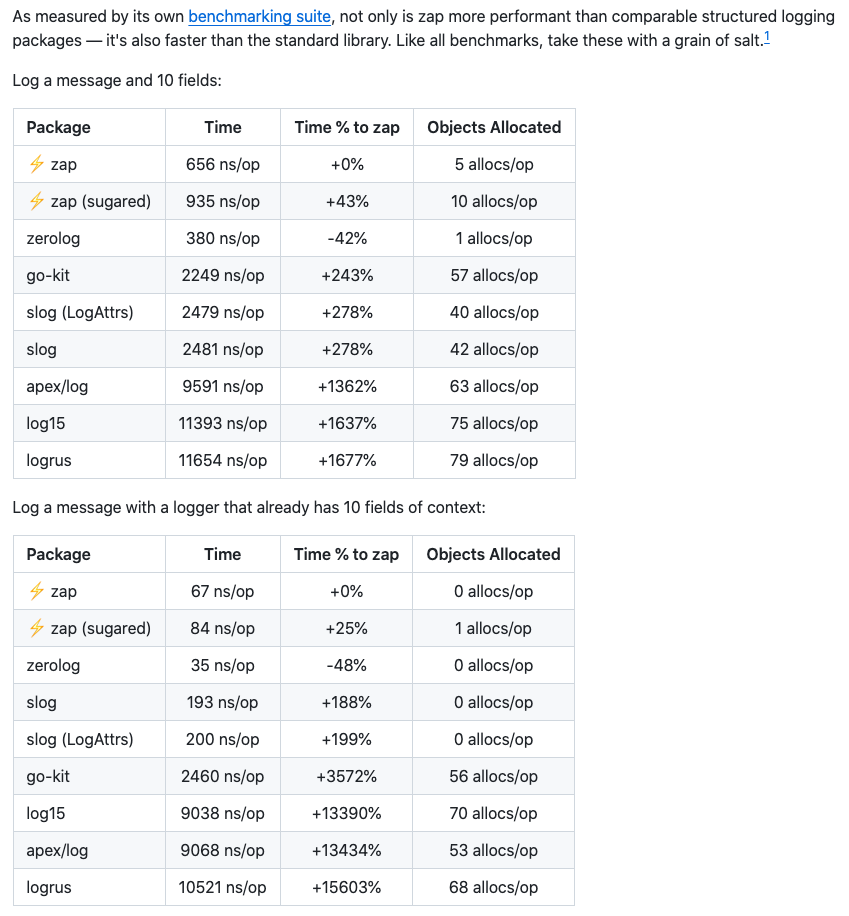 As measured by its own benchmarking suite, not only is zap more performant than comparable structured logging
packages — it's also faster than the standard library. Like all benchmarks, take these with a grain of salt.1
Log a message and 10 fields:
Package Time Time % to zap Objects Allocated
⚡ zap 656 ns/op +0% 5 allocs/op
⚡ zap (sugared) 935 ns/op +43% 10 allocs/op
zerolog 380 ns/op -42% 1 allocs/op
go-kit 2249 ns/op +243% 57 allocs/op
slog (LogAttrs) 2479 ns/op +278% 40 allocs/op
slog 2481 ns/op +278% 42 allocs/op
apex/log 9591 ns/op +1362% 63 allocs/op
log15 11393 ns/op +1637% 75 allocs/op
logrus 11654 ns/op +1677% 79 allocs/op
Log a message with a logger that already has 10 fields of context:
Package Time Time % to zap Objects Allocated
⚡ zap 67 ns/op +0% 0 allocs/op
⚡ zap (sugared) 84 ns/op +25% 1 allocs/op
zerolog 35 ns/op -48% 0 allocs/op
slog 193 ns/op +188% 0 allocs/op
slog (LogAttrs) 200 ns/op +199% 0 allocs/op
go-kit 2460 ns/op +3572% 56 allocs/op
log15 9038 ns/op +13390% 70 allocs/op
apex/log 9068 ns/op +13434% 53 allocs/op
logrus 10521 ns/op +15603% 68 allocs/op